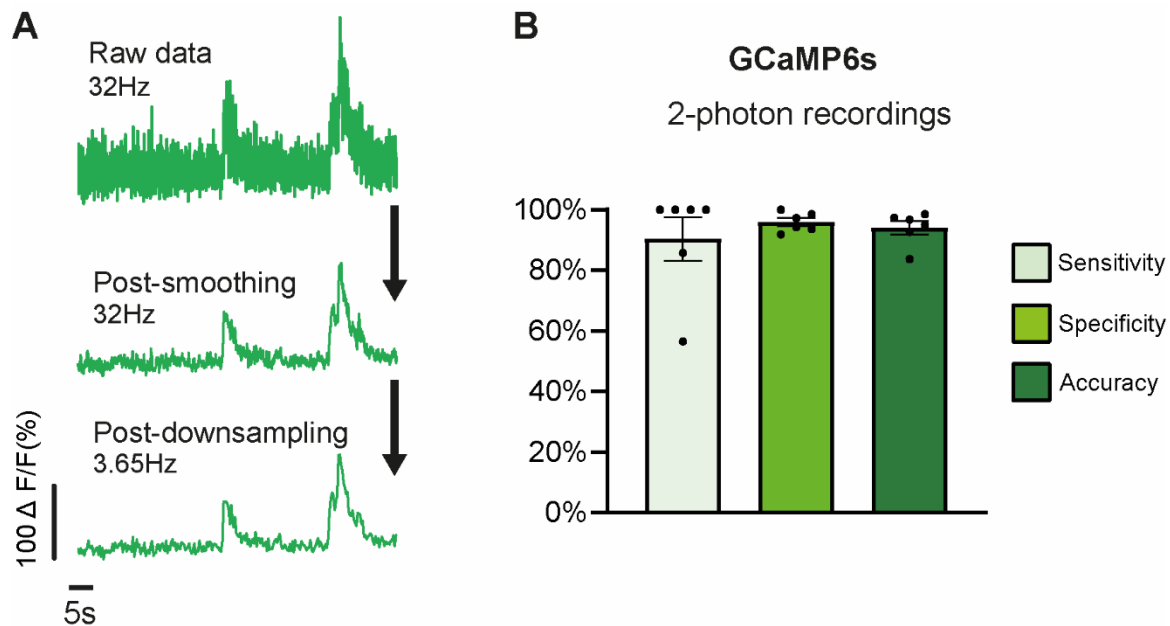 A
Raw data
32Hz
Post-smoothing
32Hz
Post-downsampling
3.65Hz
100 Δ F/F(%)
5s
B
GCaMP6s
2-photon recordings
100%
80%
60%
40%
20%
0%
Sensitivity
Specificity
Accuracy